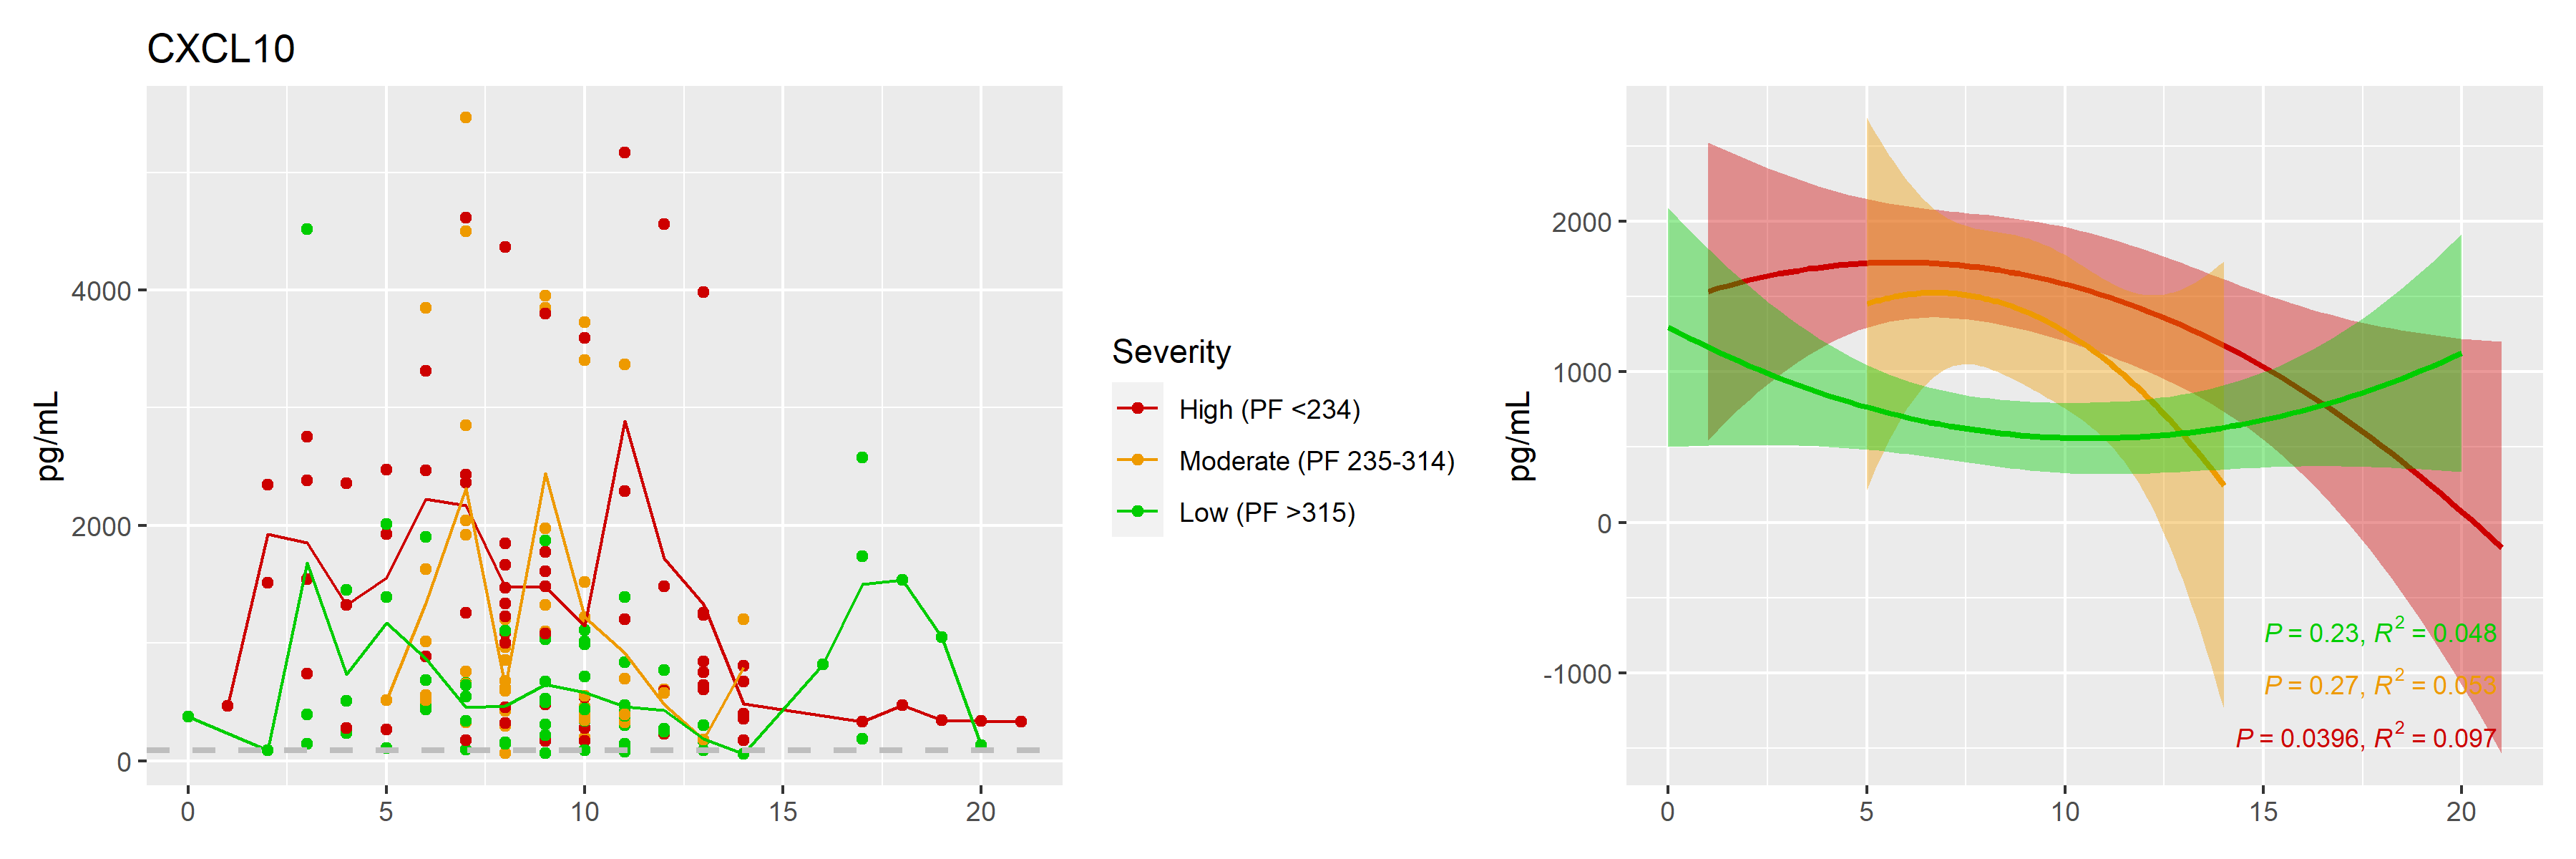 CXCL10
pg/mL
4000
2000
0
0 5 10 15 20
Severity
High (PF <234)
Moderate (PF 235-314)
Low (PF >315)
pg/mL
2000
1000
0
-1000
P = 0.23, R² = 0.048
P = 0.27, R² = 0.053
P = 0.0396, R² = 0.097
0 5 10 15 20